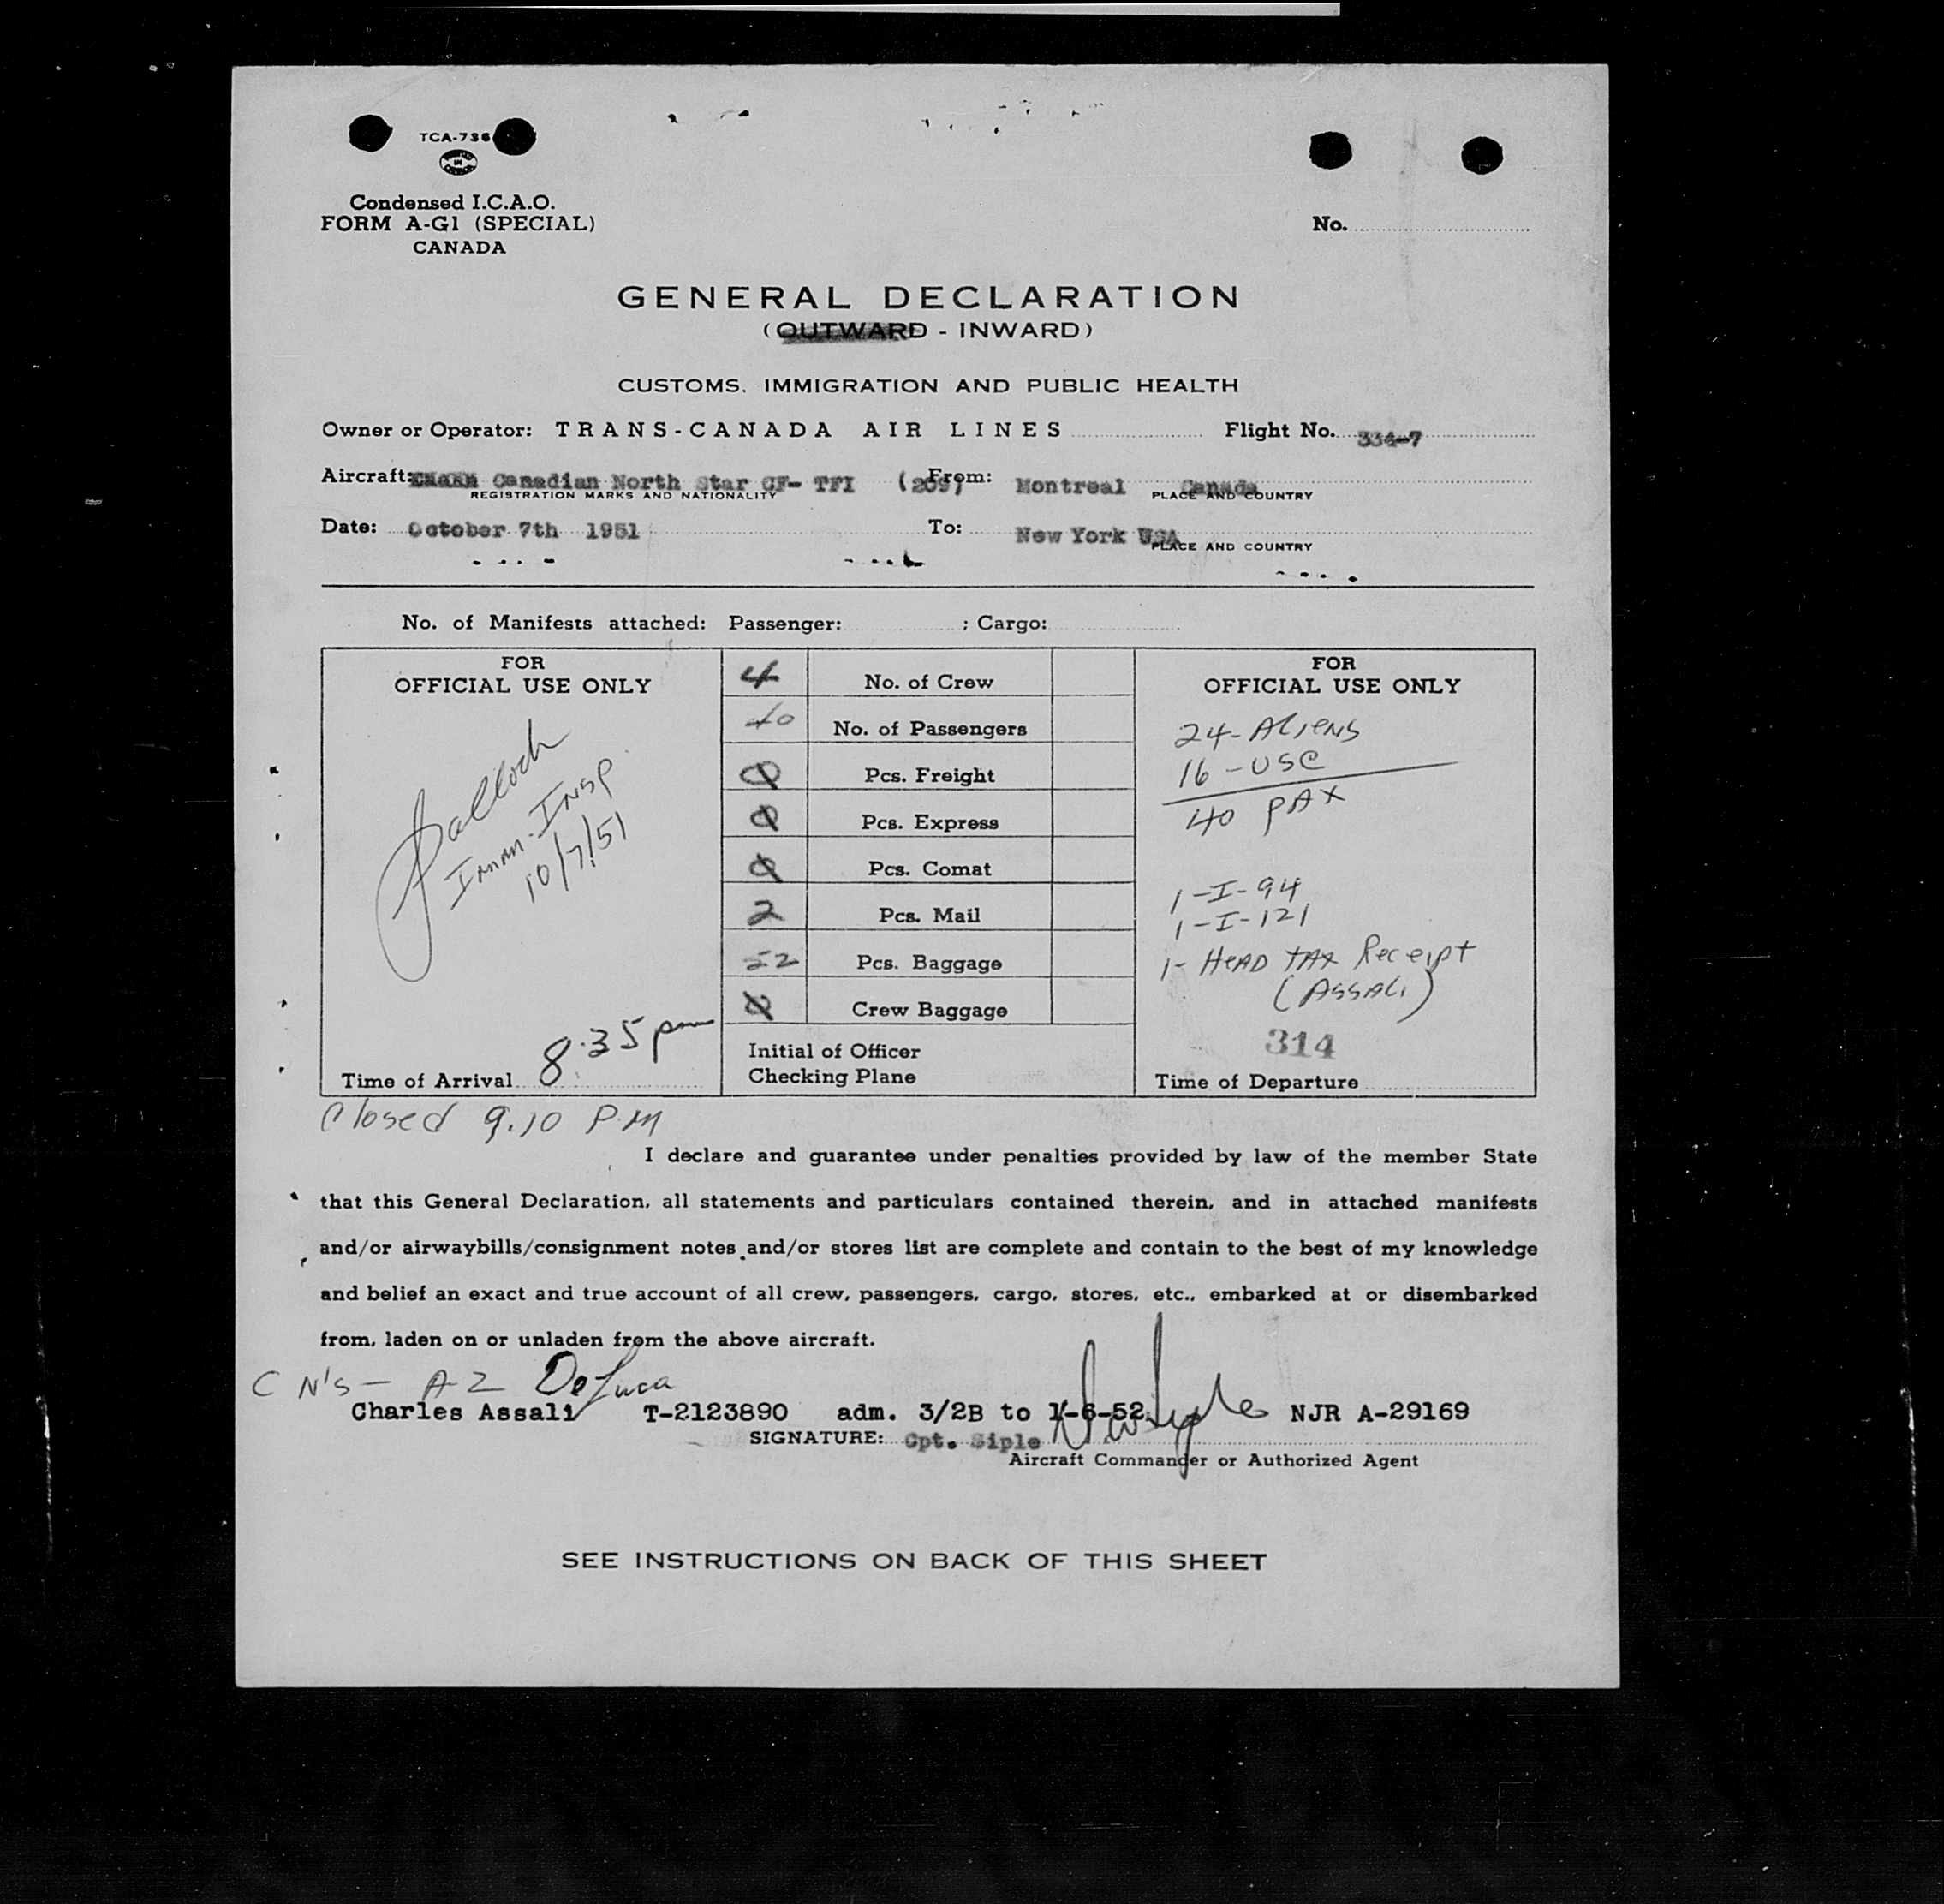 TCA-736
Condensed I.C.A.O.
FORM A-G1 (SPECIAL)
CANADA
No.
GENERAL DECLARATION
(OUTWARD - INWARD)
CUSTOMS, IMMIGRATION AND PUBLIC HEALTH
Owner or Operator: TRANS-CANADA AIR LINES Flight No. 334-7
Aircraft: Canadian North Star CF- TFI (209) From: Montreal Canada
REGISTRATION MARKS AND NATIONALITY PLACE AND COUNTRY
Date: October 7th 1951 To: New York USA
PLACE AND COUNTRY
No. of Manifests attached: Passenger: ; Cargo:
FOR
OFFICIAL USE ONLY
Imm. Insp
10/7/51
8:35 pm
Time of Arrival
4 No. of Crew
40 No. of Passengers
0 Pcs. Freight
0 Pcs. Express
0 Pcs. Comat
2 Pcs. Mail
52 Pcs. Baggage
0 Crew Baggage
Initial of Officer
Checking Plane
FOR
OFFICIAL USE ONLY
24- Aliens
16 - USC
40 PAX
1-I-94
1-I-121
1- Head tax Receipt
(Assali)
314
Time of Departure
Closed 9.10 P.M
I declare and guarantee under penalties provided by law of the member State
that this General Declaration, all statements and particulars contained therein, and in attached manifests
and/or airwaybills/consignment notes and/or stores list are complete and contain to the best of my knowledge
and belief an exact and true account of all crew, passengers, cargo, stores, etc., embarked at or disembarked
from, laden on or unladen from the above aircraft.
C N's - A2 DeLuca
Charles Assali T-2123890 adm. 3/2B to 1-6-52 NJR A-29169
SIGNATURE: Cpt. Siple
Aircraft Commander or Authorized Agent
SEE INSTRUCTIONS ON BACK OF THIS SHEET